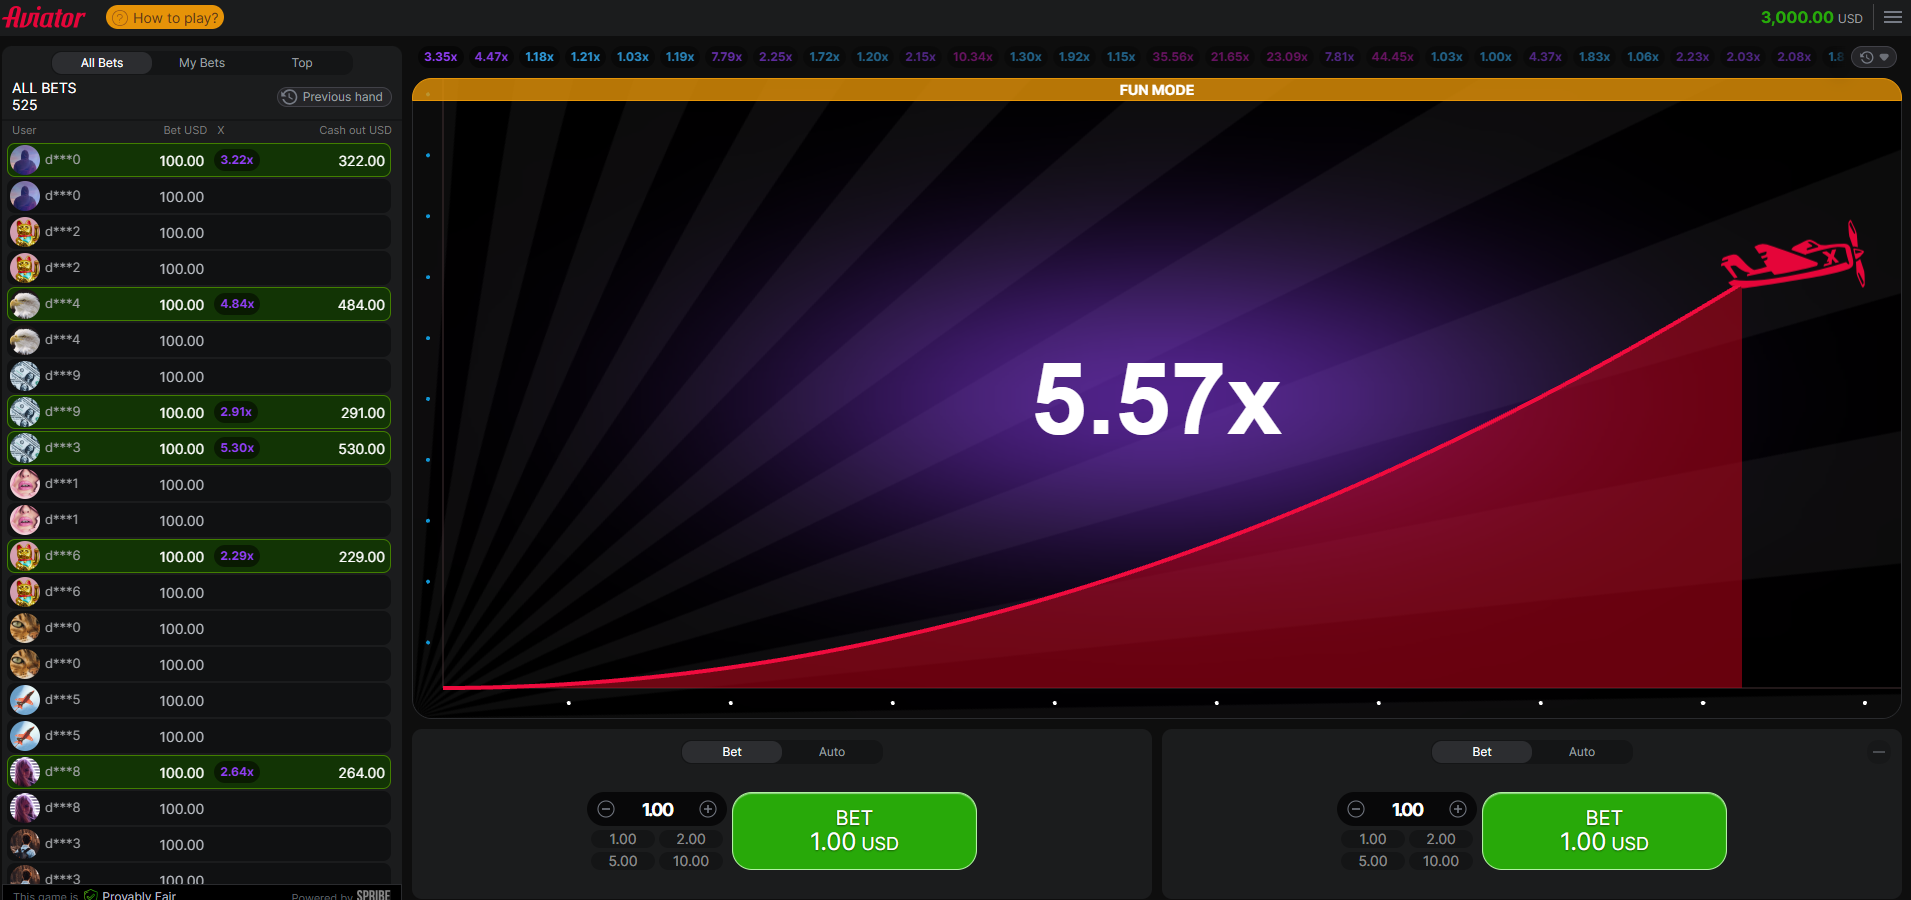 Aviator
? How to play?
3,000.00 USD
All Bets My Bets Top
3.35x 4.47x 1.18x 1.21x 1.03x 1.19x 7.79x 2.25x 1.72x 1.20x 2.15x 10.34x 1.30x 1.92x 1.15x 35.56x 21.65x 23.09x 7.81x 44.45x 1.03x 1.00x 4.37x 1.83x 1.06x 2.23x 2.03x 2.08x
ALL BETS
525
Previous hand
FUN MODE
User Bet USD X Cash out USD
d***0 100.00 3.22x 322.00
d***0 100.00
d***2 100.00
d***2 100.00
d***4 100.00 4.84x 484.00
d***4 100.00
d***9 100.00
d***9 100.00 2.91x 291.00
d***3 100.00 5.30x 530.00
d***1 100.00
d***1 100.00
d***6 100.00 2.29x 229.00
d***6 100.00
d***0 100.00
d***0 100.00
d***5 100.00
d***5 100.00
d***8 100.00 2.64x 264.00
d***8 100.00
d***3 100.00
d***3 100.00
This game is Provably Fair Powered by SPRIBE
5.57x
X
Bet Auto
1.00
1.00 2.00
5.00 10.00
BET
1.00 USD
Bet Auto
1.00
1.00 2.00
5.00 10.00
BET
1.00 USD